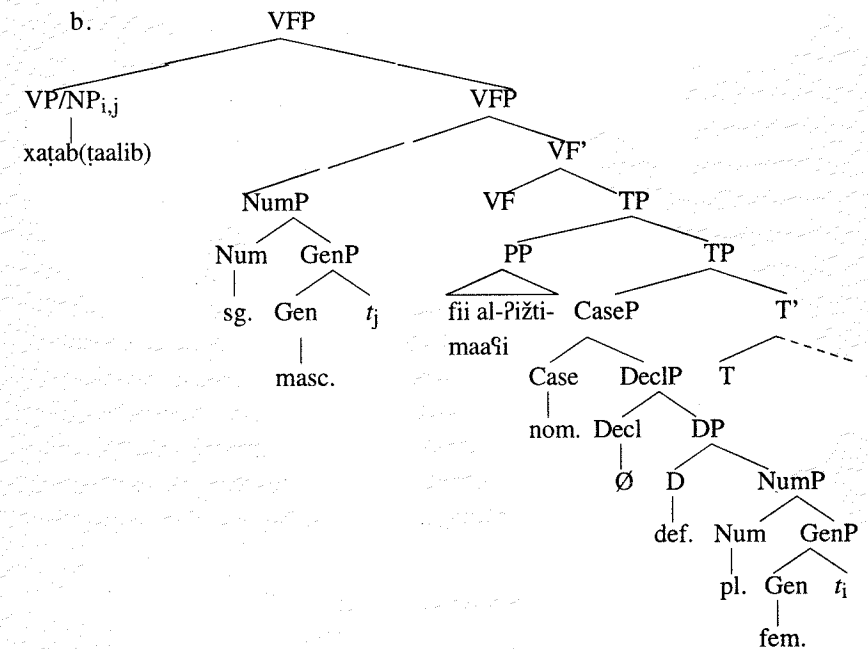 b. VFP
VP/NPi,j VFP
xaṭab(ṭaalib) VF'
NumP VF TP
Num GenP PP TP
sg. Gen tj fii al-ʔižti- CaseP T'
masc. maaʕi
Case DeclP T
nom. Decl DP
Ø D NumP
def. Num GenP
pl. Gen ti
fem.